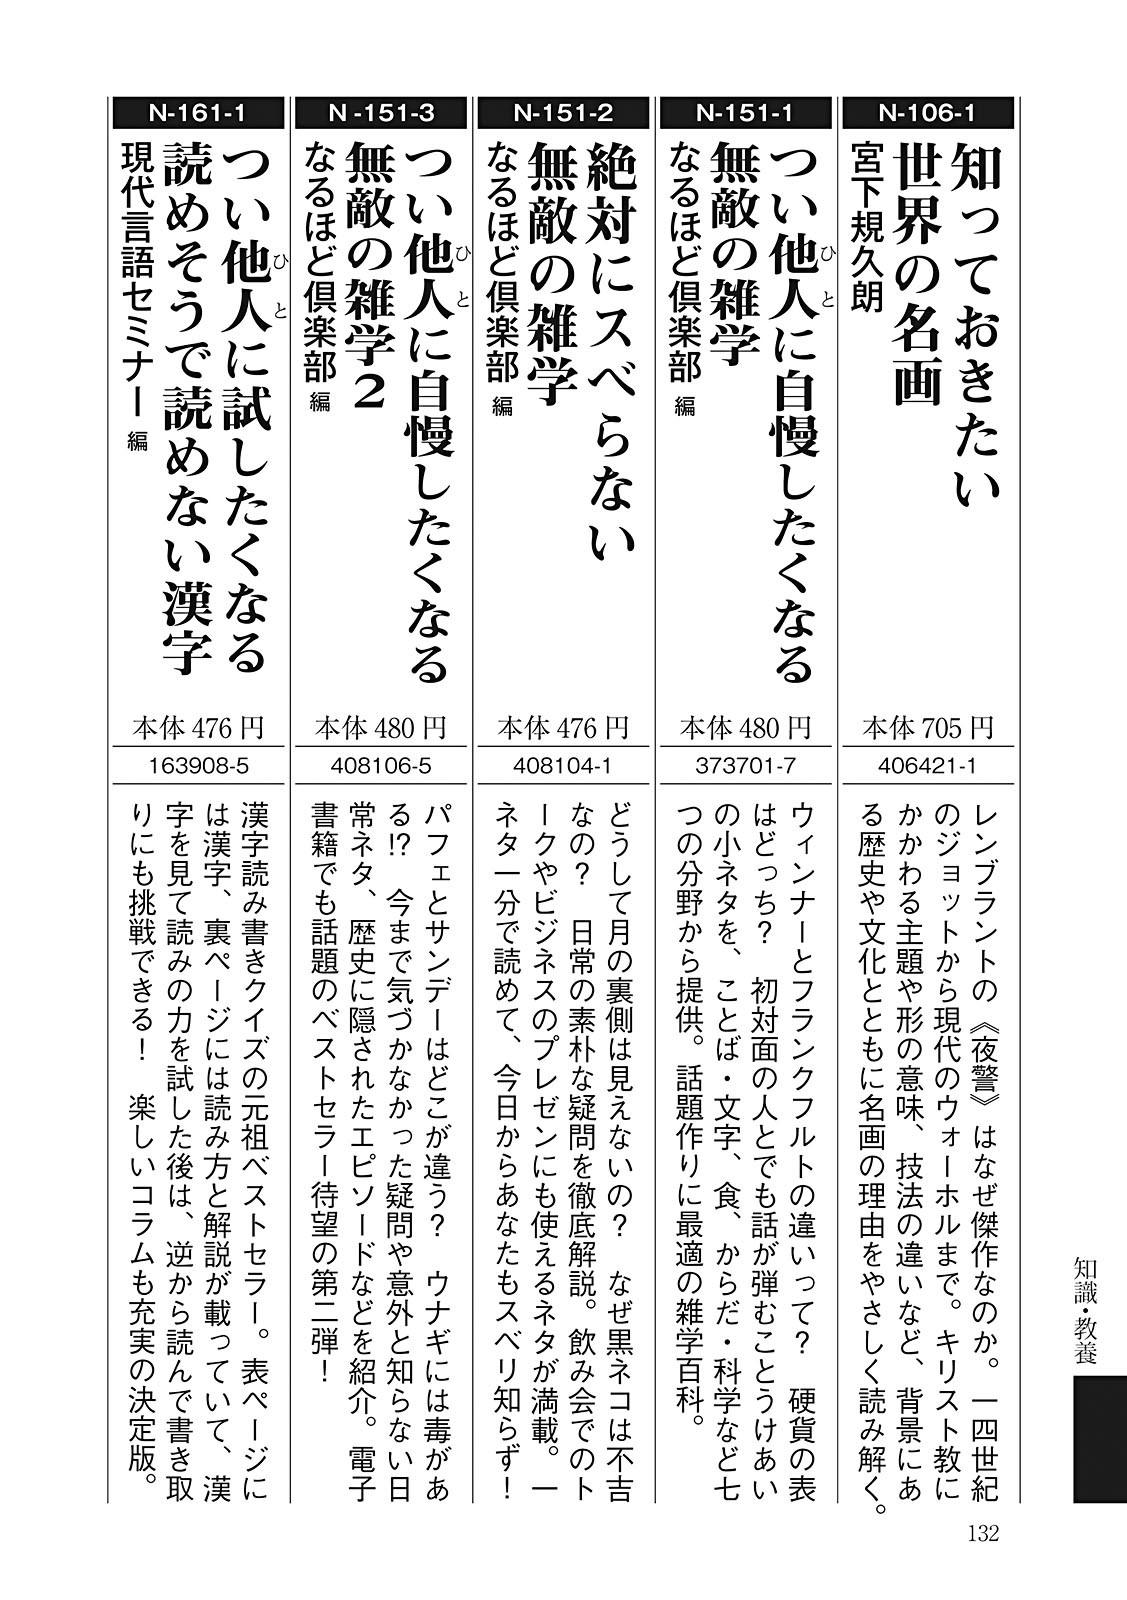 N-106-1
知っておきたい
世界の名画
宮下規久朗
本体705円
406421-1
レンブラントの《夜警》はなぜ傑作なのか。一四世紀
のジョットから現代のウォーホルまで。キリスト教に
かかわる主題や形の意味、技法の違いなど、背景にあ
る歴史や文化とともに名画の理由をやさしく読み解く。
N-151-1
つい他人に自慢したくなる
ひと
無敵の雑学
なるほど倶楽部 編
本体480円
373701-7
ウィンナーとフランクフルトの違いって? 硬貨の表
はどっち? 初対面の人とでも話が弾むことうけあい
の小ネタを、ことば・文字、食、からだ・科学など七
つの分野から提供。話題作りに最適の雑学百科。
N-151-2
絶対にスベらない
無敵の雑学
なるほど倶楽部 編
本体476円
408104-1
どうして月の裏側は見えないの? なぜ黒ネコは不吉
なの? 日常の素朴な疑問を徹底解説。飲み会でのト
ークやビジネスのプレゼンにも使えるネタが満載。一
ネタ一分で読めて、今日からあなたもスベリ知らず!
N-151-3
つい他人に自慢したくなる
ひと
無敵の雑学2
なるほど倶楽部 編
本体480円
408106-5
パフェとサンデーはどこが違う? ウナギには毒があ
る!? 今まで気づかなかった疑問や意外と知らない日
常ネタ、歴史に隠されたエピソードなどを紹介。電子
書籍でも話題のベストセラー待望の第二弾!
N-161-1
つい他人に試したくなる
ひと
読めそうで読めない漢字
現代言語セミナー 編
本体476円
163908-5
漢字読み書きクイズの元祖ベストセラー。表ページに
は漢字、裏ページには読み方と解説が載っていて、漢
字を見て読みの力を試した後は、逆から読んで書き取
りにも挑戦できる! 楽しいコラムも充実の決定版。
知識・教養
132